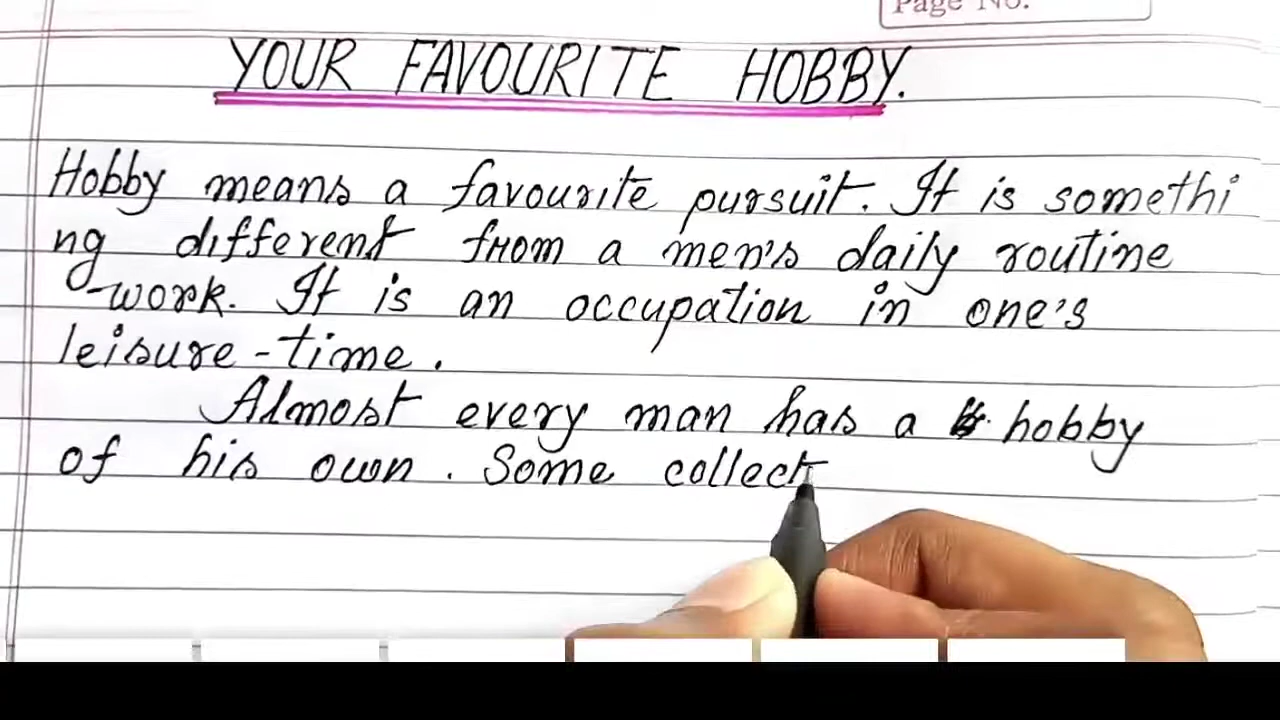 Page No.
YOUR FAVOURITE HOBBY.
Hobby means a favourite pursuit. It is somethi
ng different from a men's daily routine
-work. It is an occupation in one's
leisure-time.
Almost every man has a hobby
of his own. Some collect